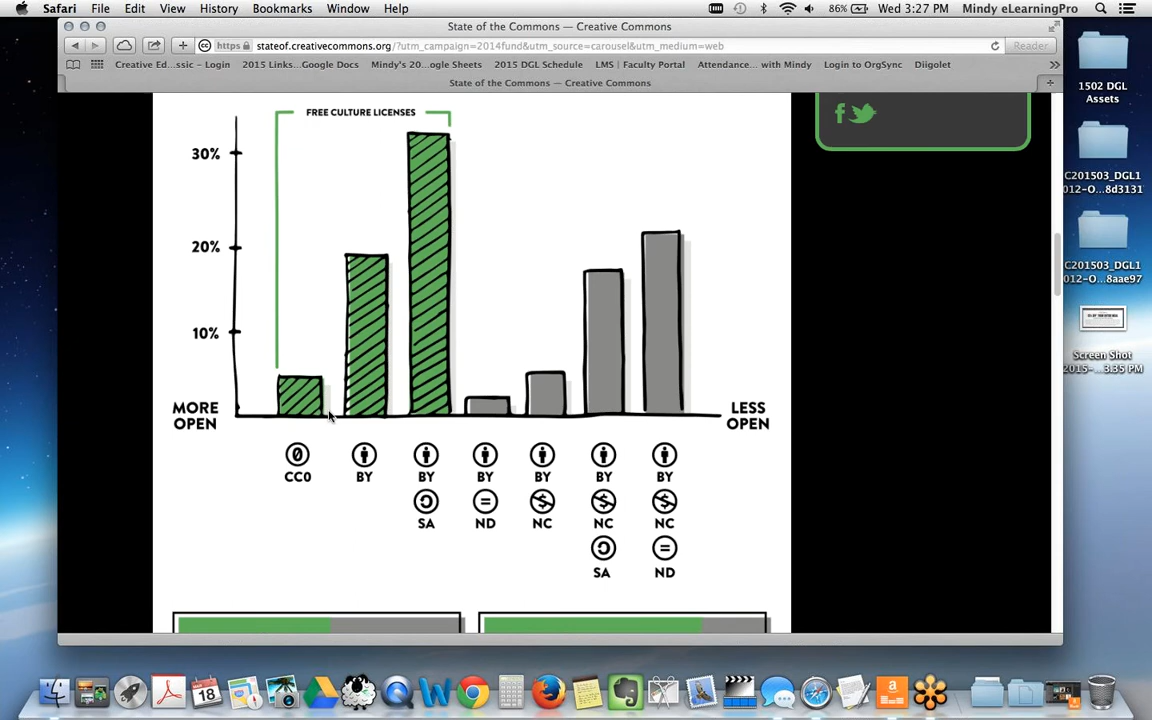 Safari File Edit View History Bookmarks Window Help 86% Wed 3:27 PM Mindy eLearningPro
State of the Commons — Creative Commons
https stateof.creativecommons.org/?utm_campaign=2014fund&utm_source=carousel&utm_medium=web Reader
Creative Ed...ssic – Login 2015 Links...Google Docs Mindy's 20...ogle Sheets 2015 DGL Schedule LMS | Faculty Portal Attendance... with Mindy Login to OrgSync Diigolet
State of the Commons — Creative Commons
1502 DGL
Assets
C201503_DGL1
012-O...8d3131
C201503_DGL1
012-O...8aae97
Screen Shot
2015-...3.35 PM
FREE CULTURE LICENSES
30%
20%
10%
MORE
OPEN
LESS
OPEN
CC0 BY BY BY BY BY BY
SA ND NC NC NC
SA ND
MAR
18